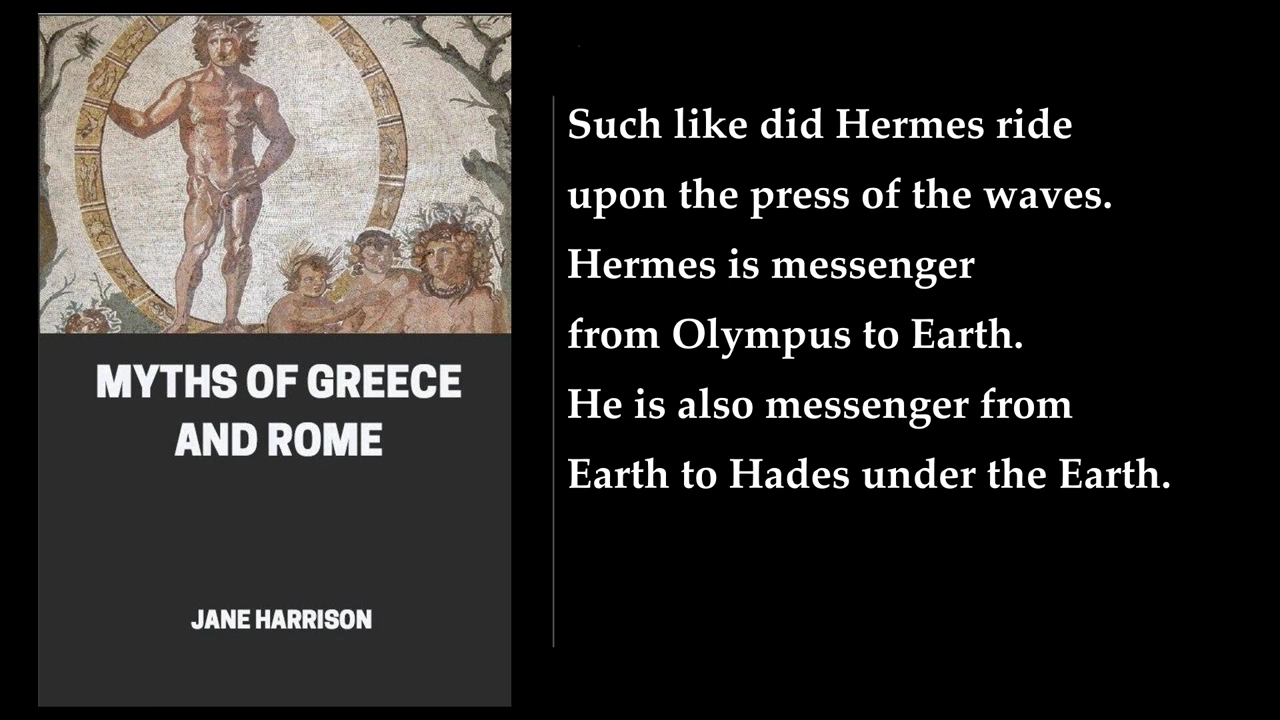 MYTHS OF GREECE
AND ROME
JANE HARRISON
Such like did Hermes ride
upon the press of the waves.
Hermes is messenger
from Olympus to Earth.
He is also messenger from
Earth to Hades under the Earth.